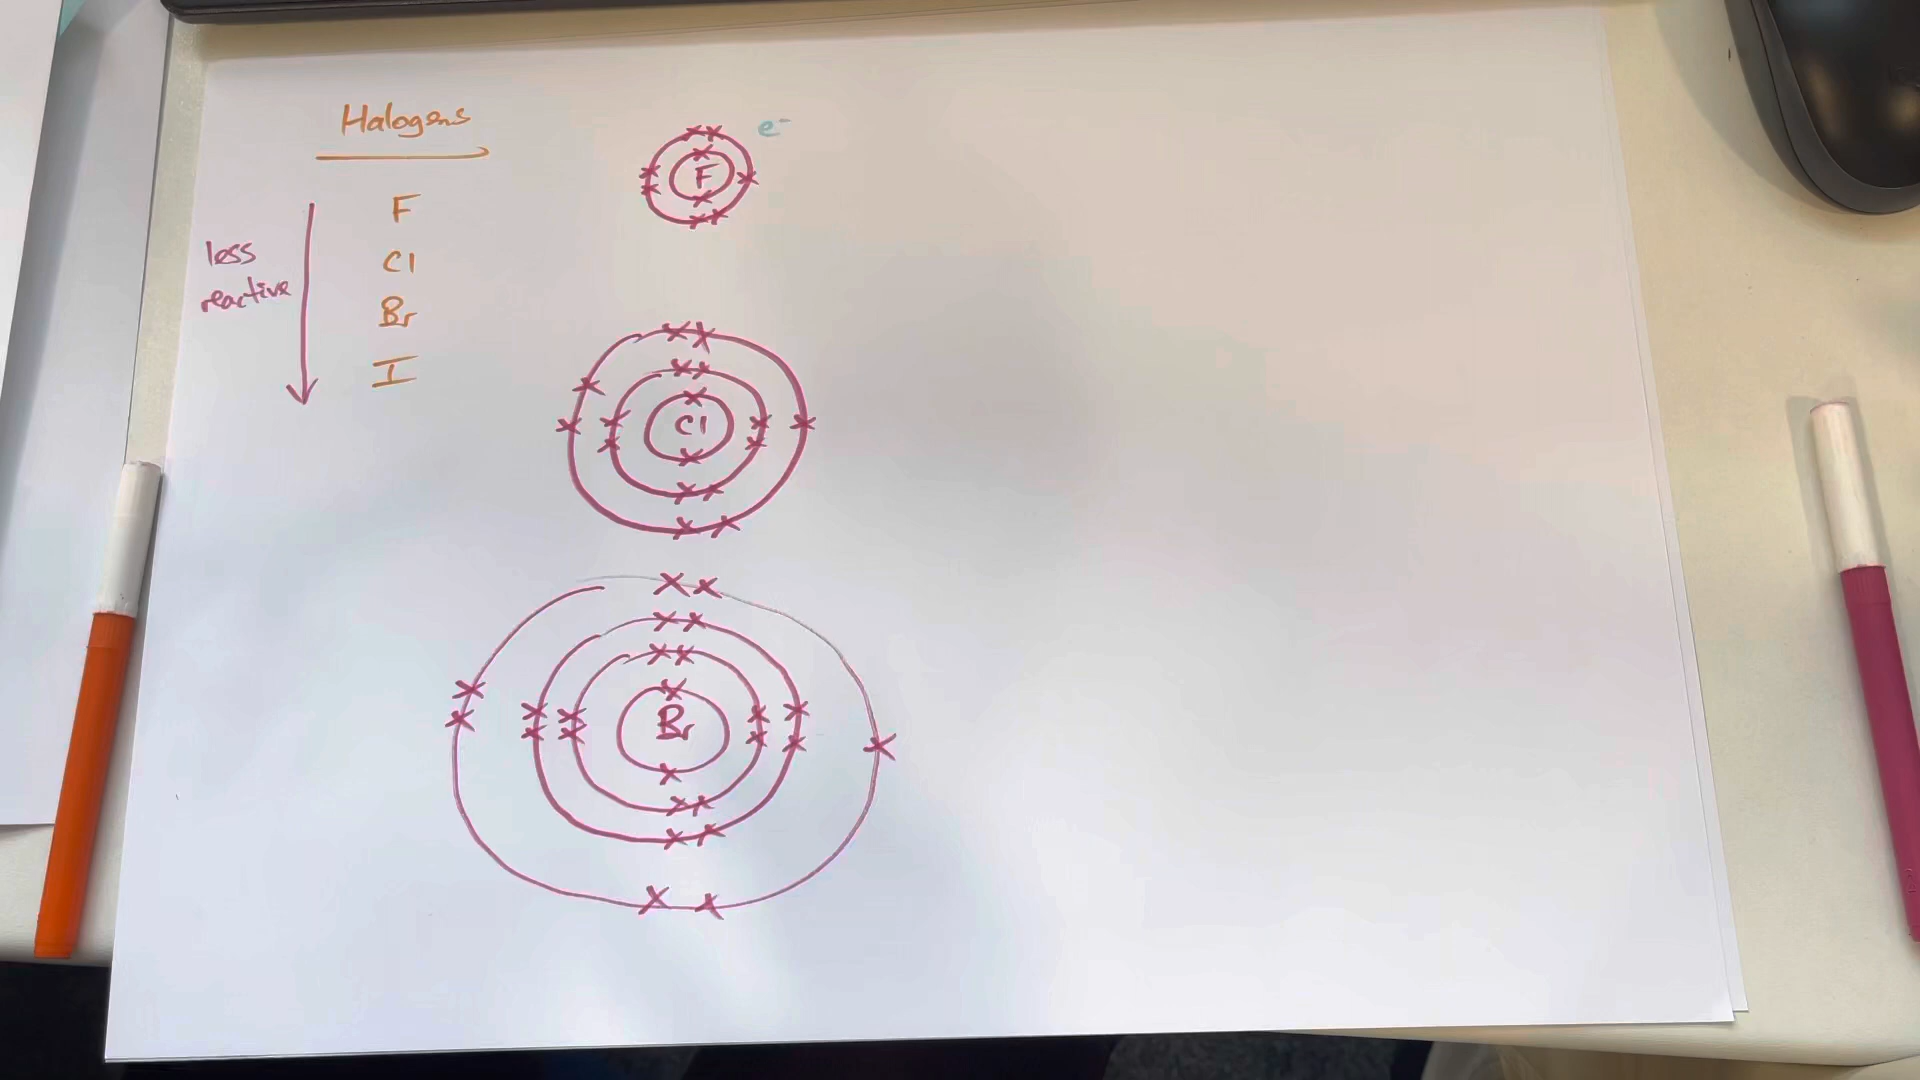 Halogens
F
Cl
Br
I
less
reactive
e⁻
F
Cl
Br